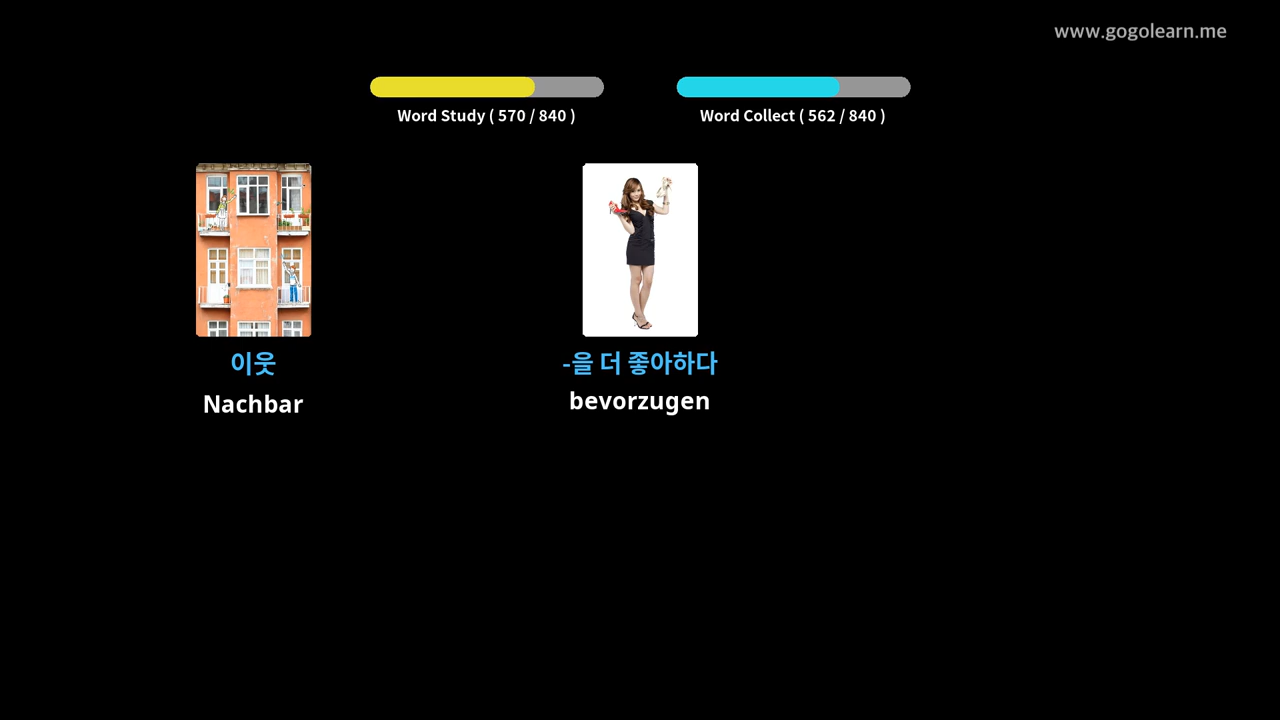 www.gogolearn.me
Word Study ( 570 / 840 )
Word Collect ( 562 / 840 )
이웃
Nachbar
-을 더 좋아하다
bevorzugen